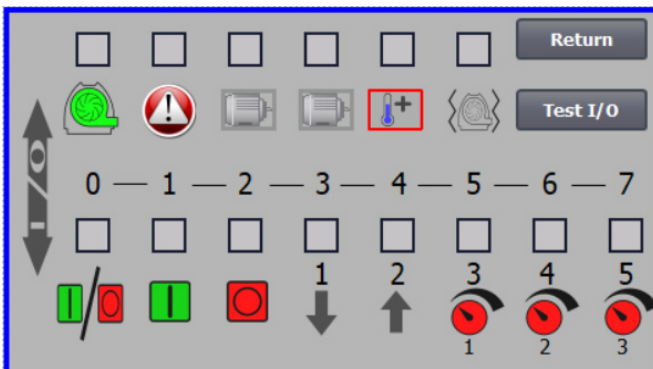 Return
Test I/O
I/O
0 — 1 — 2 — 3 — 4 — 5 — 6 — 7
1 2 3 4 5
1 2 3